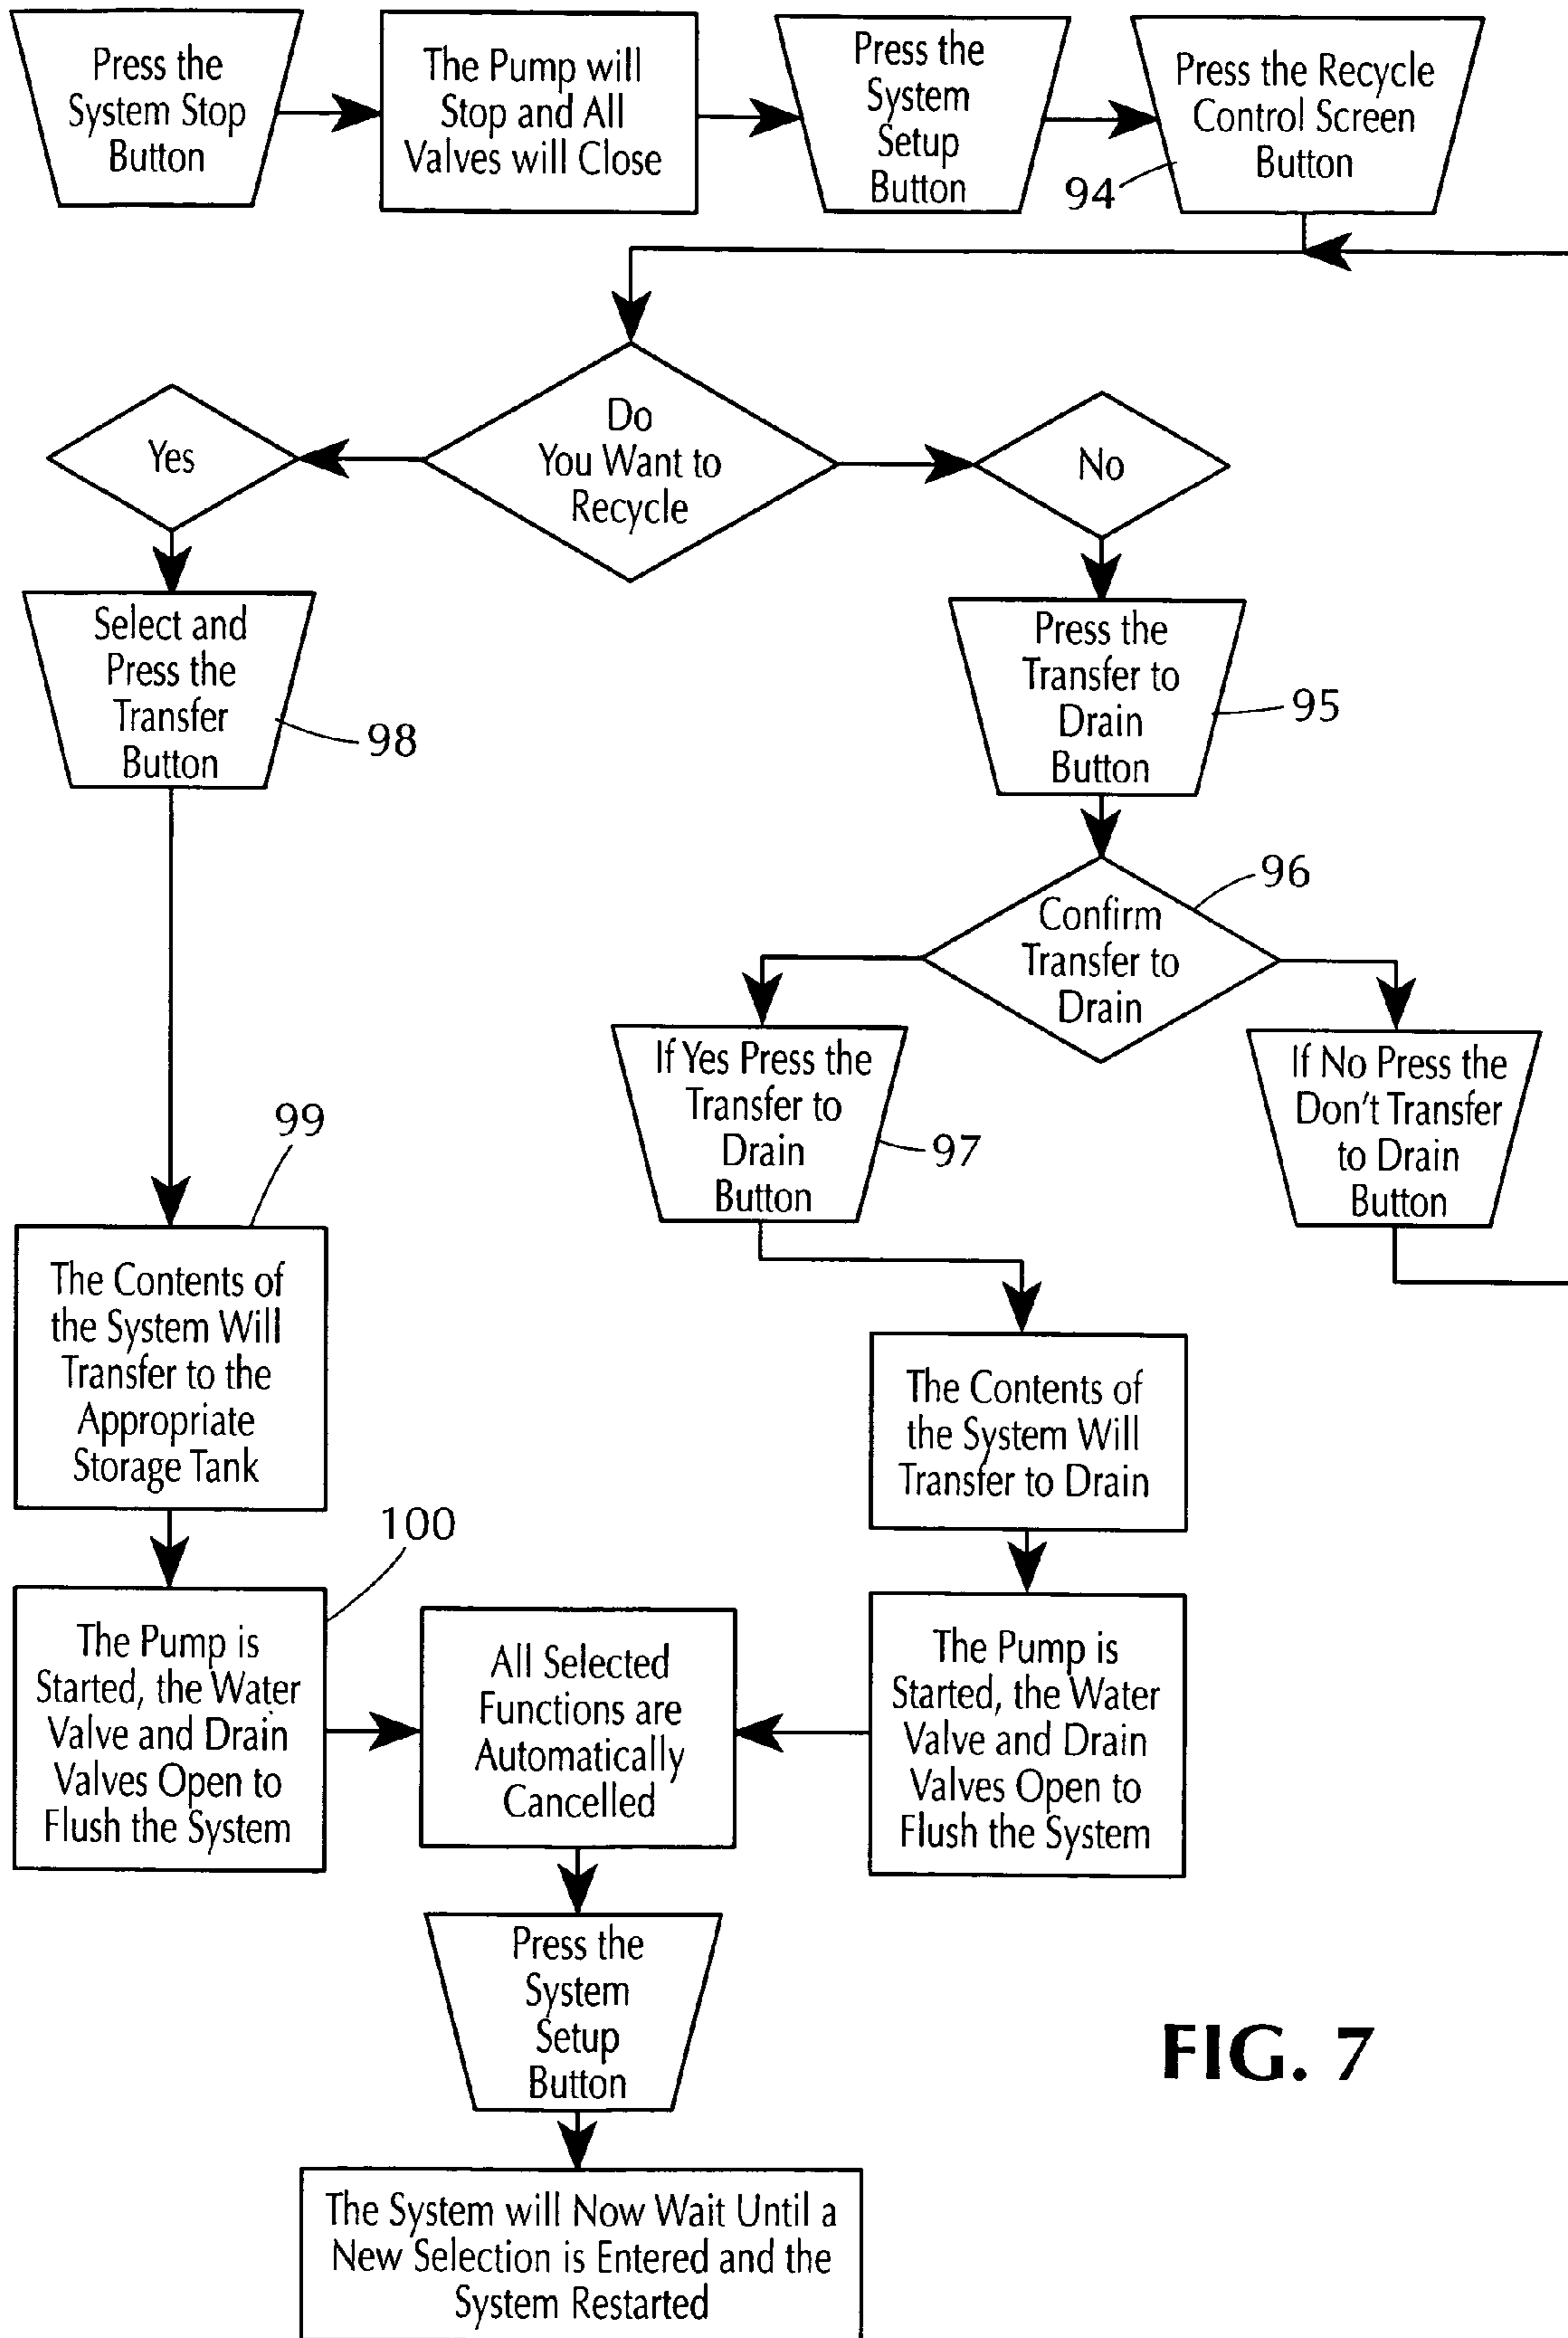 Press the
System Stop
Button
The Pump will
Stop and All
Valves will Close
Press the
System
Setup
Button
Press the Recycle
Control Screen
Button
94
Do
You Want to
Recycle
Yes
No
Select and
Press the
Transfer
Button
98
Press the
Transfer to
Drain
Button
95
Confirm
Transfer to
Drain
96
If Yes Press the
Transfer to
Drain
Button
97
If No Press the
Don't Transfer
to Drain
Button
99
The Contents of
the System Will
Transfer to the
Appropriate
Storage Tank
The Contents of
the System Will
Transfer to Drain
100
The Pump is
Started, the Water
Valve and Drain
Valves Open to
Flush the System
All Selected
Functions are
Automatically
Cancelled
The Pump is
Started, the Water
Valve and Drain
Valves Open to
Flush the System
Press the
System
Setup
Button
FIG. 7
The System will Now Wait Until a
New Selection is Entered and the
System Restarted